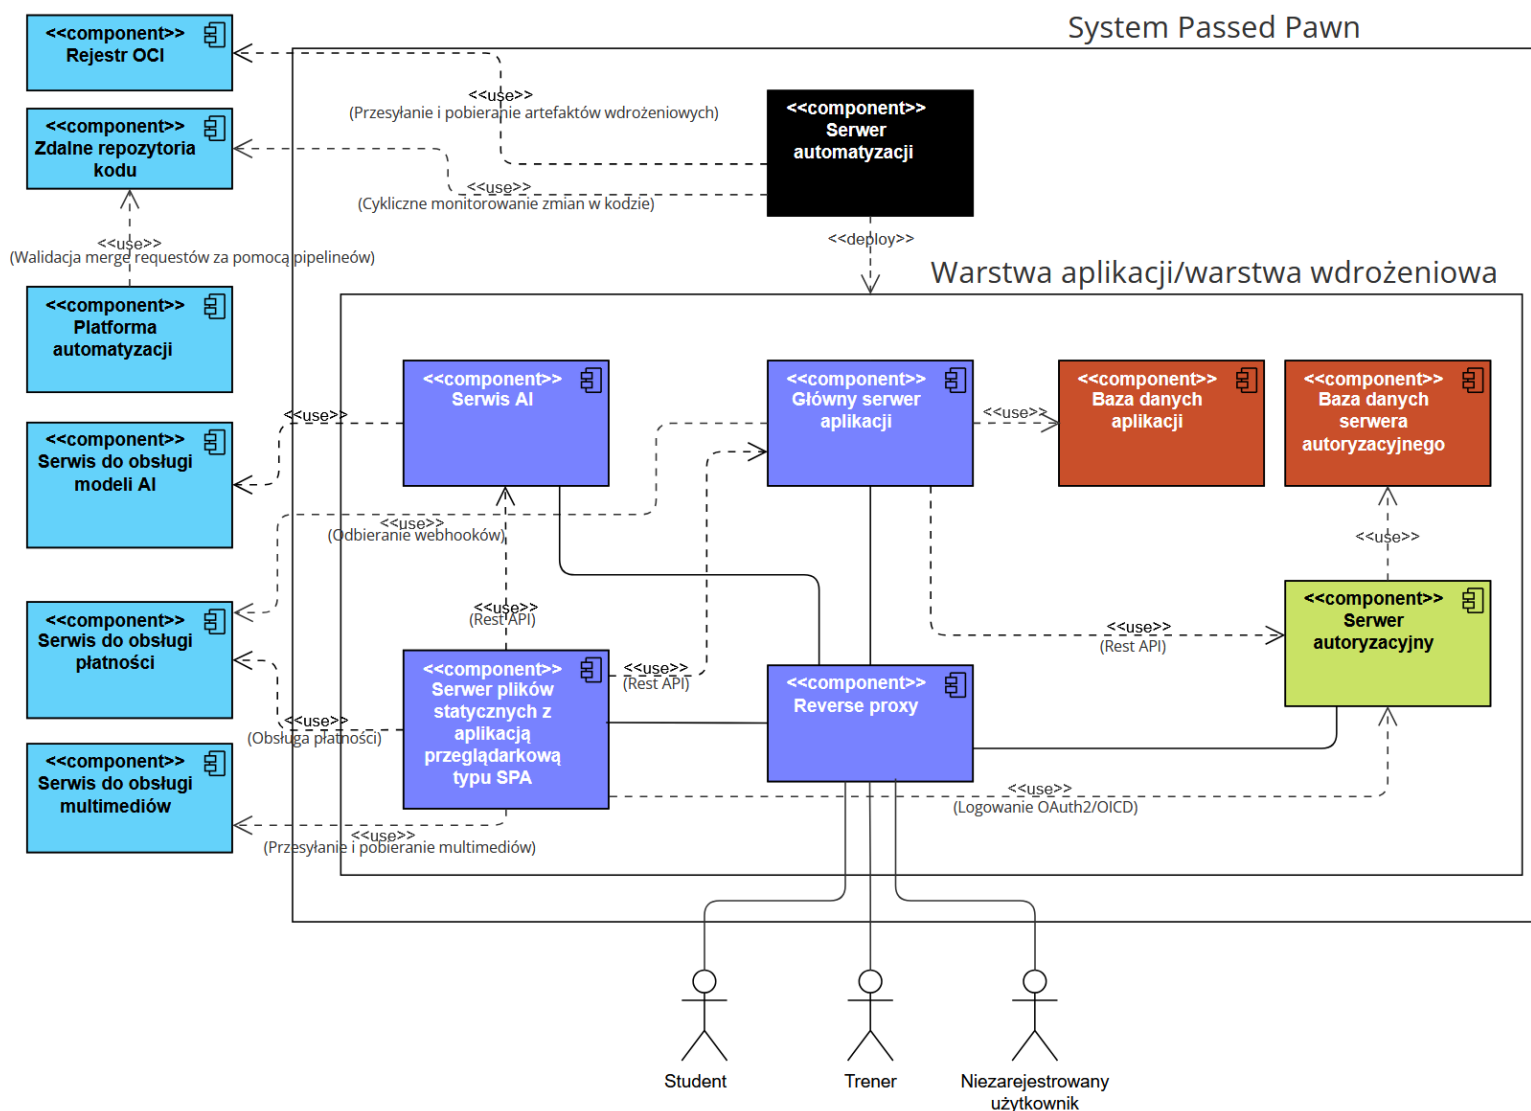 System Passed Pawn
<<component>>
Rejestr OCI
<<use>>
(Przesyłanie i pobieranie artefaktów wdrożeniowych)
<<component>>
Serwer
automatyzacji
<<component>>
Zdalne repozytoria
kodu
<<use>>
(Cykliczne monitorowanie zmian w kodzie)
<<use>>
(Walidacja merge requestów za pomocą pipelineów)
<<deploy>>
Warstwa aplikacji/warstwa wdrożeniowa
<<component>>
Platforma
automatyzacji
<<component>>
Serwis AI
<<component>>
Główny serwer
aplikacji
<<component>>
Baza danych
aplikacji
<<component>>
Baza danych
serwera
autoryzacyjnego
<<use>>
<<use>>
<<component>>
Serwis do obsługi
modeli AI
<<use>>
(Odbieranie webhooków)
<<use>>
<<component>>
Serwis do obsługi
płatności
<<use>>
(Rest API)
<<component>>
Serwer
autoryzacyjny
<<use>>
(Rest API)
<<component>>
Serwer plików
statycznych z
aplikacją
przeglądarkową
typu SPA
<<use>>
(Rest API)
<<component>>
Reverse proxy
<<use>>
(Obsługa płatności)
<<component>>
Serwis do obsługi
multimediów
<<use>>
(Logowanie OAuth2/OICD)
<<use>>
(Przesyłanie i pobieranie multimediów)
Student
Trener
Niezarejestrowany
użytkownik